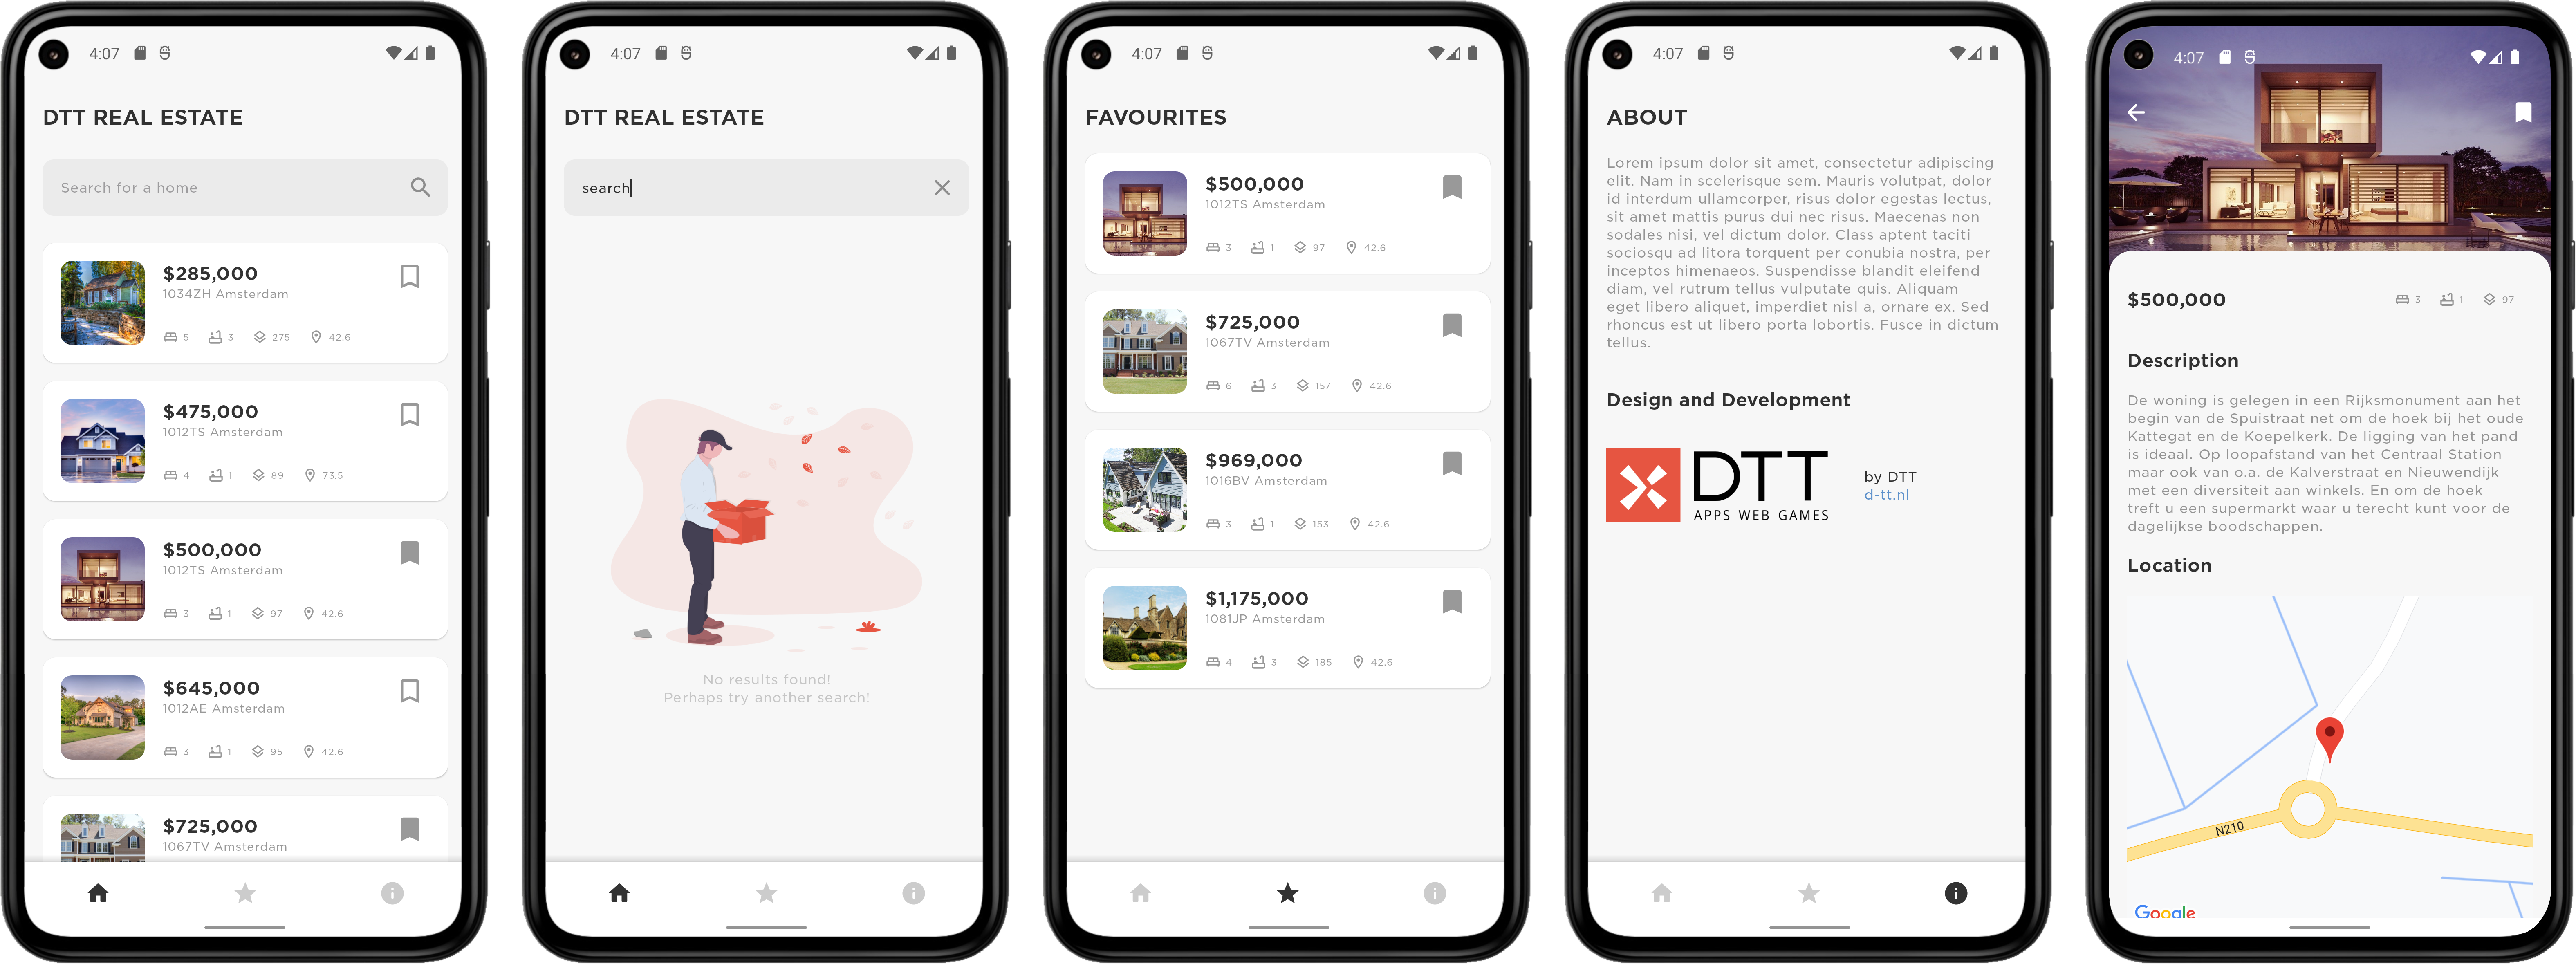 4:07
DTT REAL ESTATE
Search for a home
$285,000
1034ZH Amsterdam
5 3 275 42.6
$475,000
1012TS Amsterdam
4 1 89 73.5
$500,000
1012TS Amsterdam
3 1 97 42.6
$645,000
1012AE Amsterdam
3 1 95 42.6
$725,000
1067TV Amsterdam
4:07
DTT REAL ESTATE
search
No results found!
Perhaps try another search!
4:07
FAVOURITES
$500,000
1012TS Amsterdam
3 1 97 42.6
$725,000
1067TV Amsterdam
6 3 157 42.6
$969,000
1016BV Amsterdam
3 1 153 42.6
$1,175,000
1081JP Amsterdam
4 3 185 42.6
4:07
ABOUT
Lorem ipsum dolor sit amet, consectetur adipiscing
elit. Nam in scelerisque sem. Mauris volutpat, dolor
id interdum ullamcorper, risus dolor egestas lectus,
sit amet mattis purus dui nec risus. Maecenas non
sodales nisi, vel dictum dolor. Class aptent taciti
sociosqu ad litora torquent per conubia nostra, per
inceptos himenaeos. Suspendisse blandit eleifend
diam, vel rutrum tellus vulputate quis. Aliquam
eget libero aliquet, imperdiet nisl a, ornare ex. Sed
rhoncus est ut libero porta lobortis. Fusce in dictum
tellus.
Design and Development
DTT
APPS WEB GAMES
by DTT
d-tt.nl
4:07
$500,000
3 1 97
Description
De woning is gelegen in een Rijksmonument aan het
begin van de Spuistraat net om de hoek bij het oude
Kattegat en de Koepelkerk. De ligging van het pand
is ideaal. Op loopafstand van het Centraal Station
maar ook van o.a. de Kalverstraat en Nieuwendijk
met een diversiteit aan winkels. En om de hoek
treft u een supermarkt waar u terecht kunt voor de
dagelijkse boodschappen.
Location
N210
Google